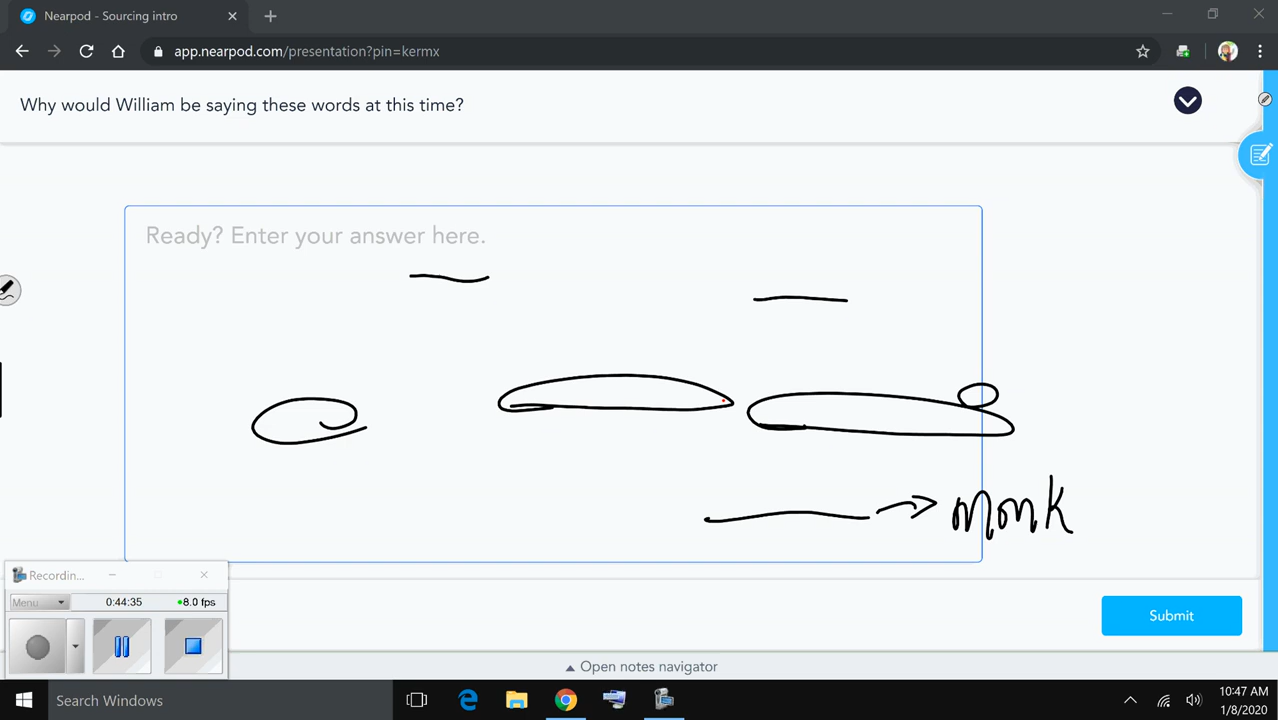 Nearpod - Sourcing intro
app.nearpod.com/presentation?pin=kermx
Why would William be saying these words at this time?
Ready? Enter your answer here.
monk
Recordin...
Menu
0:44:35
8.0 fps
Submit
Open notes navigator
Search Windows
10:47 AM
1/8/2020